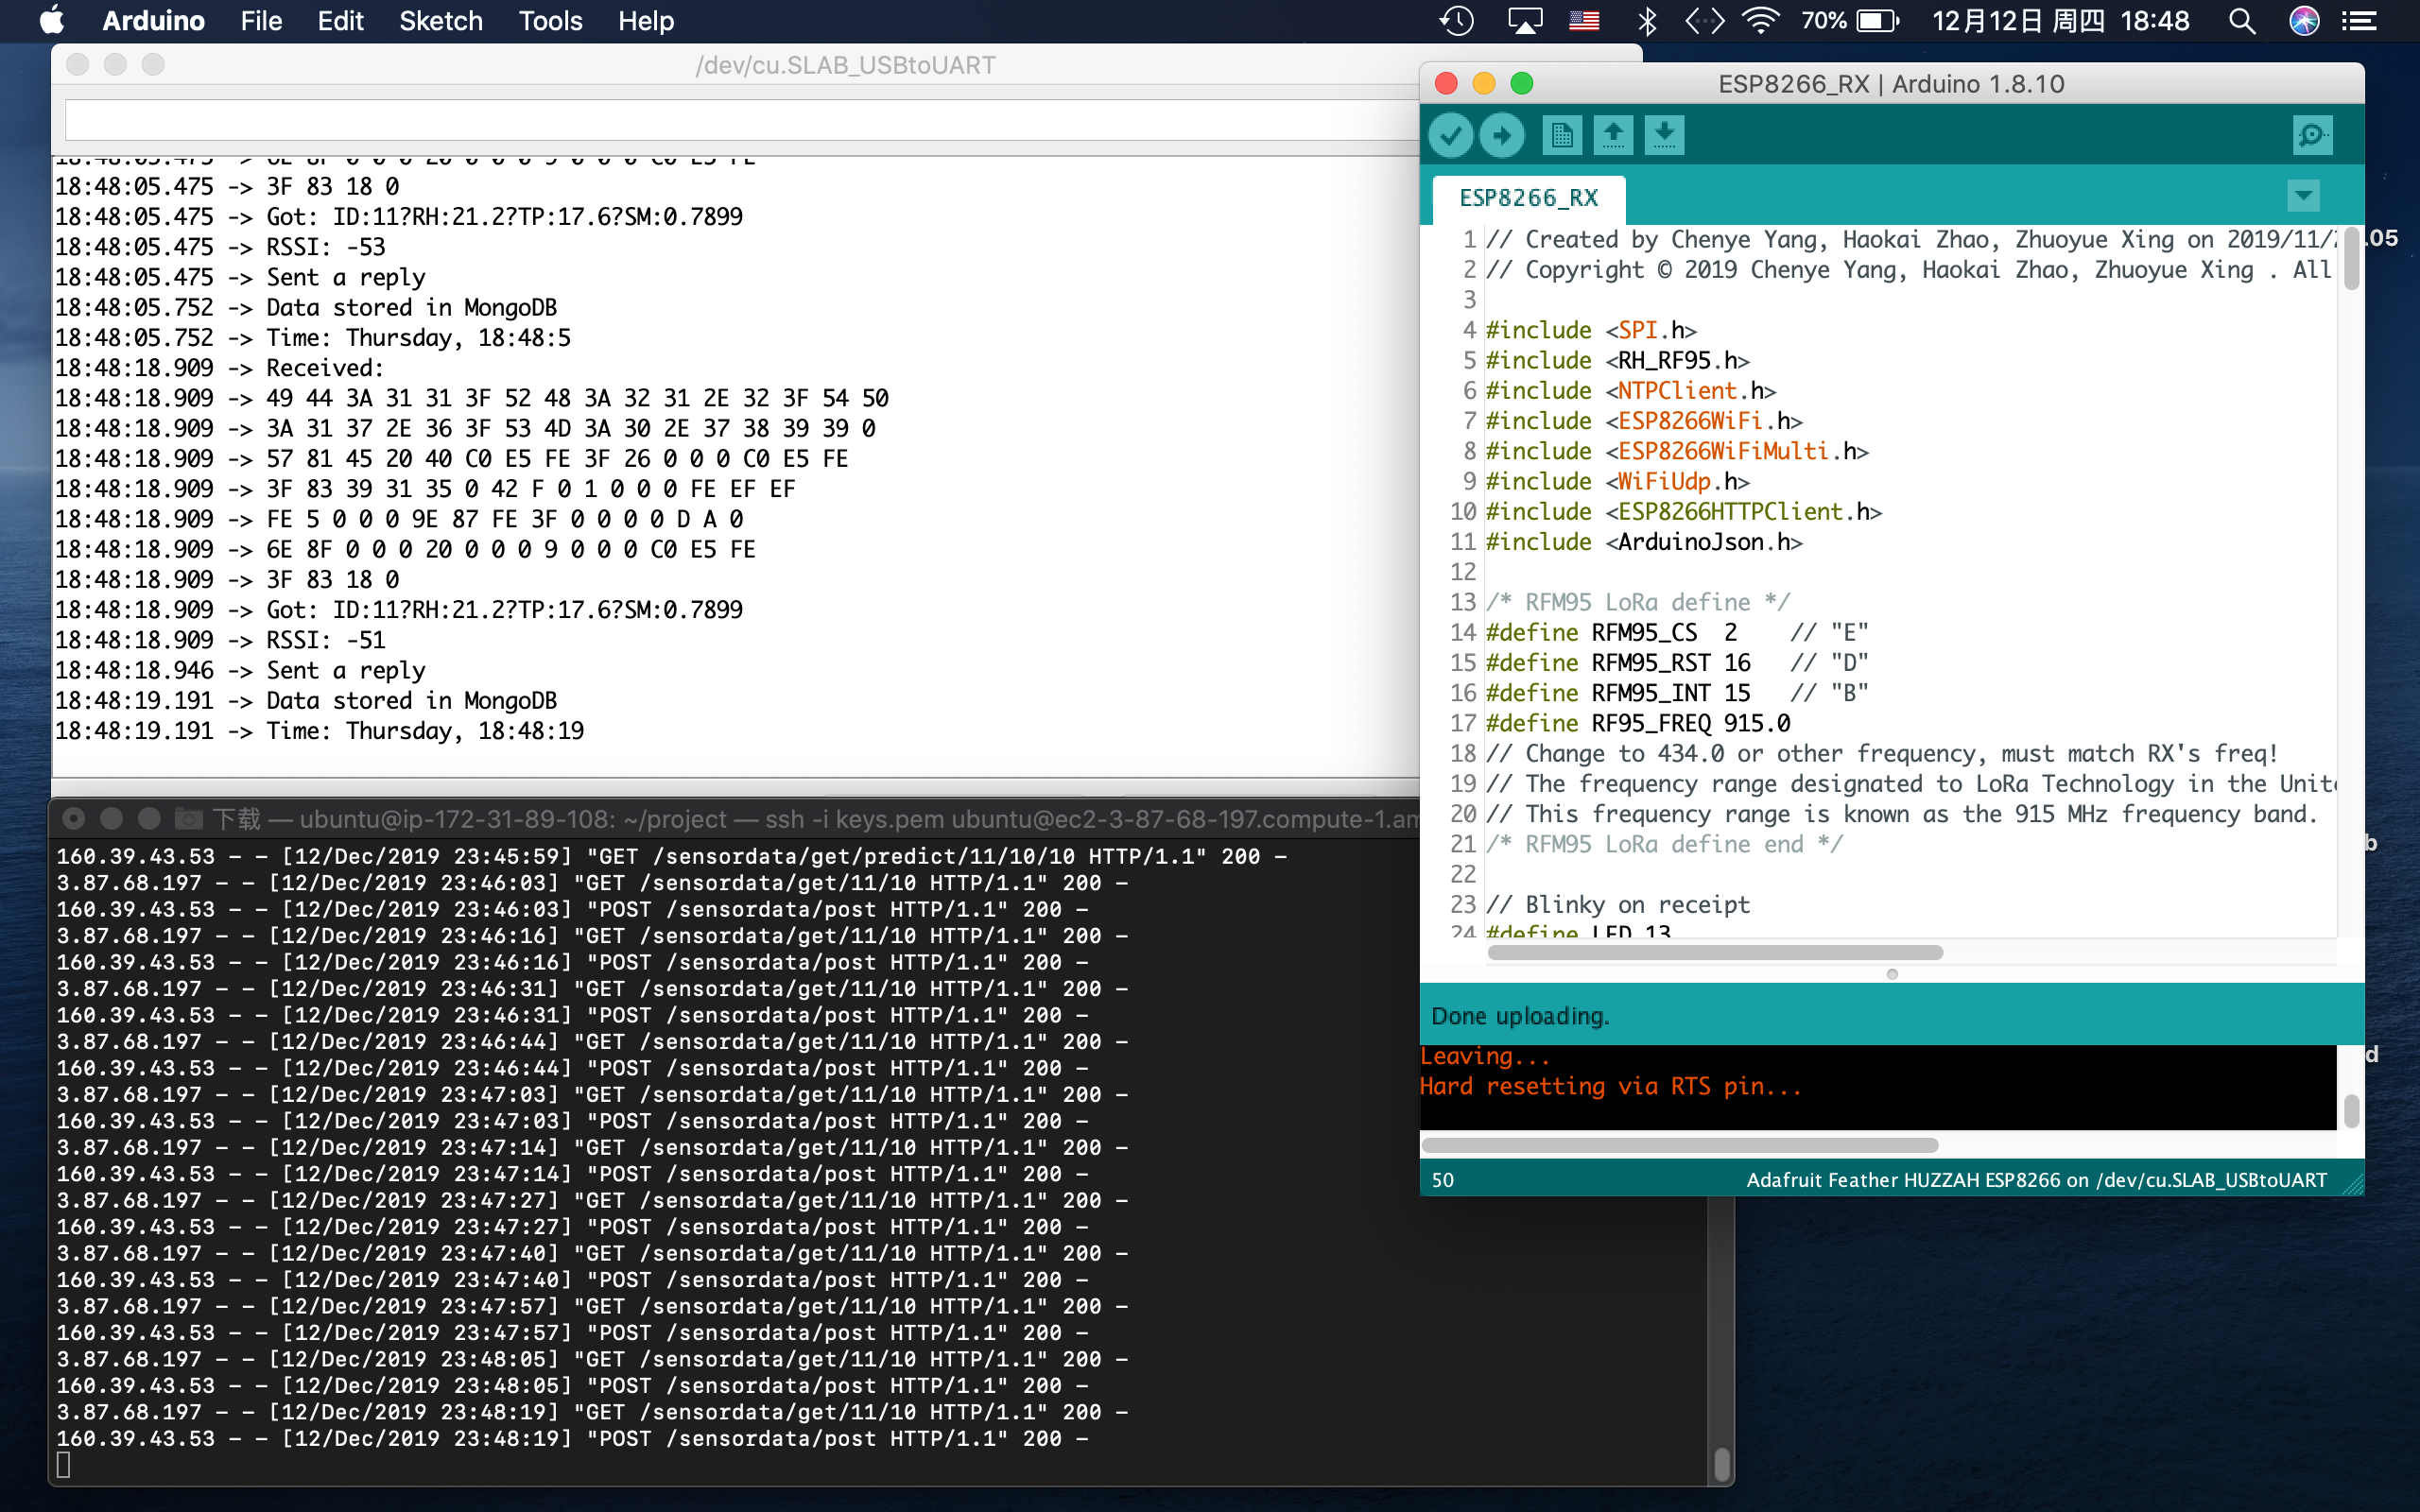 Arduino File Edit Sketch Tools Help 70% 12月12日 周四 18:48
/dev/cu.SLAB_USBtoUART
18:48:05.475 -> 6E 8F 0 0 0 20 0 0 0 9 0 0 0 C0 E5 FE
18:48:05.475 -> 3F 83 18 0
18:48:05.475 -> Got: ID:11?RH:21.2?TP:17.6?SM:0.7899
18:48:05.475 -> RSSI: -53
18:48:05.475 -> Sent a reply
18:48:05.752 -> Data stored in MongoDB
18:48:05.752 -> Time: Thursday, 18:48:5
18:48:18.909 -> Received:
18:48:18.909 -> 49 44 3A 31 31 3F 52 48 3A 32 31 2E 32 3F 54 50
18:48:18.909 -> 3A 31 37 2E 36 3F 53 4D 3A 30 2E 37 38 39 39 0
18:48:18.909 -> 57 81 45 20 40 C0 E5 FE 3F 26 0 0 0 C0 E5 FE
18:48:18.909 -> 3F 83 39 31 35 0 42 F 0 1 0 0 0 FE EF EF
18:48:18.909 -> FE 5 0 0 0 9E 87 FE 3F 0 0 0 0 D A 0
18:48:18.909 -> 6E 8F 0 0 0 20 0 0 0 9 0 0 0 C0 E5 FE
18:48:18.909 -> 3F 83 18 0
18:48:18.909 -> Got: ID:11?RH:21.2?TP:17.6?SM:0.7899
18:48:18.909 -> RSSI: -51
18:48:18.946 -> Sent a reply
18:48:19.191 -> Data stored in MongoDB
18:48:19.191 -> Time: Thursday, 18:48:19
下载 — ubuntu@ip-172-31-89-108: ~/project — ssh -i keys.pem ubuntu@ec2-3-87-68-197.compute-1.am
160.39.43.53 - - [12/Dec/2019 23:45:59] "GET /sensordata/get/predict/11/10/10 HTTP/1.1" 200 -
3.87.68.197 - - [12/Dec/2019 23:46:03] "GET /sensordata/get/11/10 HTTP/1.1" 200 -
160.39.43.53 - - [12/Dec/2019 23:46:03] "POST /sensordata/post HTTP/1.1" 200 -
3.87.68.197 - - [12/Dec/2019 23:46:16] "GET /sensordata/get/11/10 HTTP/1.1" 200 -
160.39.43.53 - - [12/Dec/2019 23:46:16] "POST /sensordata/post HTTP/1.1" 200 -
3.87.68.197 - - [12/Dec/2019 23:46:31] "GET /sensordata/get/11/10 HTTP/1.1" 200 -
160.39.43.53 - - [12/Dec/2019 23:46:31] "POST /sensordata/post HTTP/1.1" 200 -
3.87.68.197 - - [12/Dec/2019 23:46:44] "GET /sensordata/get/11/10 HTTP/1.1" 200 -
160.39.43.53 - - [12/Dec/2019 23:46:44] "POST /sensordata/post HTTP/1.1" 200 -
3.87.68.197 - - [12/Dec/2019 23:47:03] "GET /sensordata/get/11/10 HTTP/1.1" 200 -
160.39.43.53 - - [12/Dec/2019 23:47:03] "POST /sensordata/post HTTP/1.1" 200 -
3.87.68.197 - - [12/Dec/2019 23:47:14] "GET /sensordata/get/11/10 HTTP/1.1" 200 -
160.39.43.53 - - [12/Dec/2019 23:47:14] "POST /sensordata/post HTTP/1.1" 200 -
3.87.68.197 - - [12/Dec/2019 23:47:27] "GET /sensordata/get/11/10 HTTP/1.1" 200 -
160.39.43.53 - - [12/Dec/2019 23:47:27] "POST /sensordata/post HTTP/1.1" 200 -
3.87.68.197 - - [12/Dec/2019 23:47:40] "GET /sensordata/get/11/10 HTTP/1.1" 200 -
160.39.43.53 - - [12/Dec/2019 23:47:40] "POST /sensordata/post HTTP/1.1" 200 -
3.87.68.197 - - [12/Dec/2019 23:47:57] "GET /sensordata/get/11/10 HTTP/1.1" 200 -
160.39.43.53 - - [12/Dec/2019 23:47:57] "POST /sensordata/post HTTP/1.1" 200 -
3.87.68.197 - - [12/Dec/2019 23:48:05] "GET /sensordata/get/11/10 HTTP/1.1" 200 -
160.39.43.53 - - [12/Dec/2019 23:48:05] "POST /sensordata/post HTTP/1.1" 200 -
3.87.68.197 - - [12/Dec/2019 23:48:19] "GET /sensordata/get/11/10 HTTP/1.1" 200 -
160.39.43.53 - - [12/Dec/2019 23:48:19] "POST /sensordata/post HTTP/1.1" 200 -
ESP8266_RX | Arduino 1.8.10
ESP8266_RX
1 // Created by Chenye Yang, Haokai Zhao, Zhuoyue Xing on 2019/11/
2 // Copyright © 2019 Chenye Yang, Haokai Zhao, Zhuoyue Xing . All
3
4 #include <SPI.h>
5 #include <RH_RF95.h>
6 #include <NTPClient.h>
7 #include <ESP8266WiFi.h>
8 #include <ESP8266WiFiMulti.h>
9 #include <WiFiUdp.h>
10 #include <ESP8266HTTPClient.h>
11 #include <ArduinoJson.h>
12
13 /* RFM95 LoRa define */
14 #define RFM95_CS 2 // "E"
15 #define RFM95_RST 16 // "D"
16 #define RFM95_INT 15 // "B"
17 #define RF95_FREQ 915.0
18 // Change to 434.0 or other frequency, must match RX's freq!
19 // The frequency range designated to LoRa Technology in the Unite
20 // This frequency range is known as the 915 MHz frequency band.
21 /* RFM95 LoRa define end */
22
23 // Blinky on receipt
24 #define LED 13
Done uploading.
Leaving...
Hard resetting via RTS pin...
50 Adafruit Feather HUZZAH ESP8266 on /dev/cu.SLAB_USBtoUART
.05
b
d